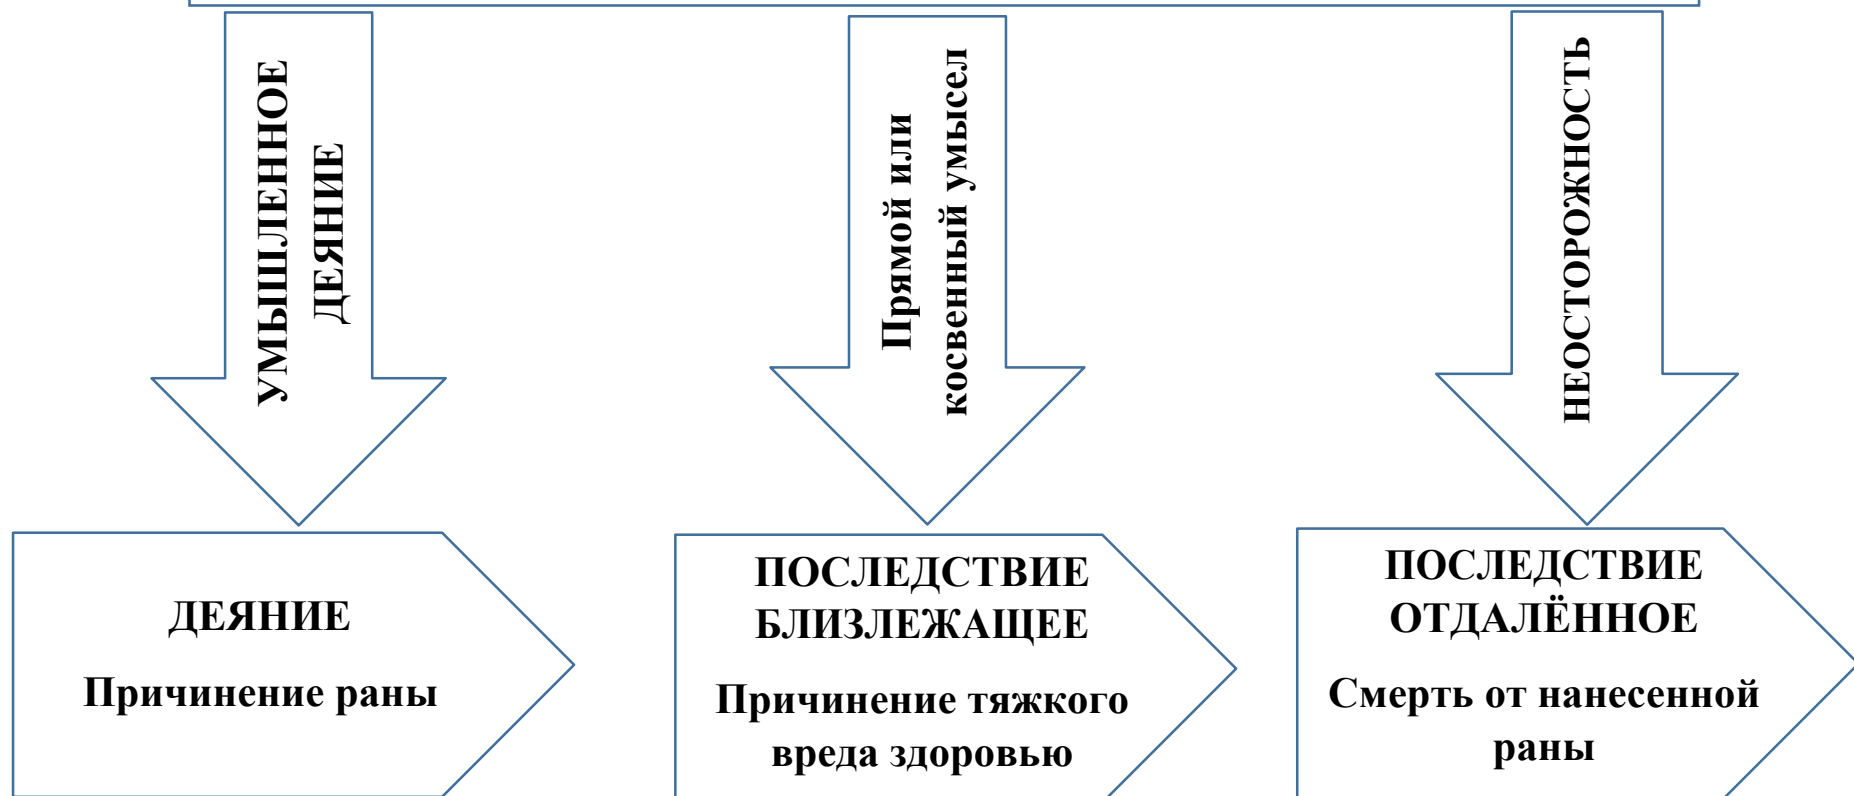 УМЫШЛЕННОЕ
ДЕЯНИЕ
Прямой или
косвенный умысел
НЕОСТОРОЖНОСТЬ
ДЕЯНИЕ
Причинение раны
ПОСЛЕДСТВИЕ
БЛИЗЛЕЖАЩЕЕ
Причинение тяжкого
вреда здоровью
ПОСЛЕДСТВИЕ
ОТДАЛЁННОЕ
Смерть от нанесенной
раны